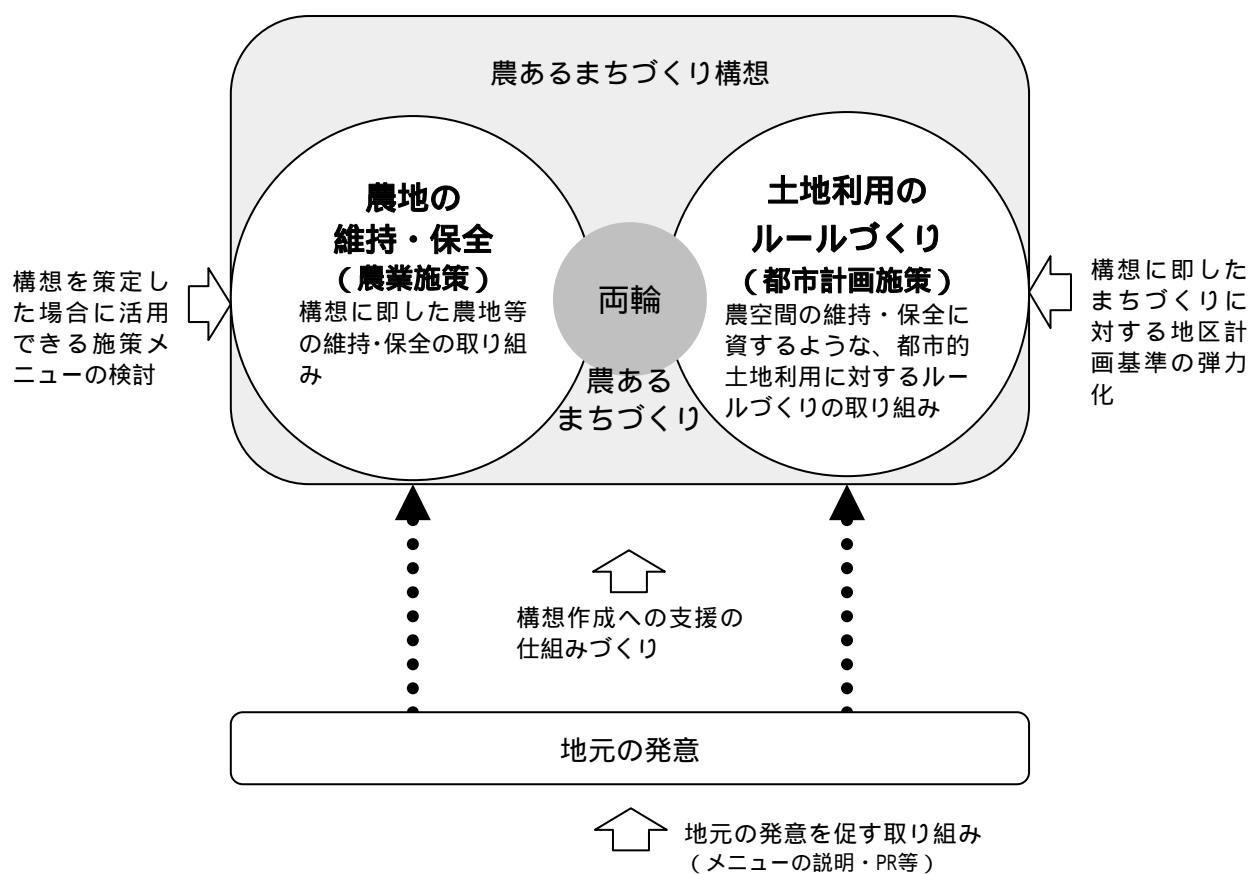 農あるまちづくり構想
農地の
維持・保全
(農業施策)
構想に即した農地等
の維持・保全の取り組
み
両輪
農ある
まちづくり
土地利用の
ルールづくり
(都市計画施策)
農空間の維持・保全に
資するような、都市的
土地利用に対するルー
ルづくりの取り組み
構想を策定し
た場合に活用
できる施策メ
ニューの検討
構想に即した
まちづくりに
対する地区計
画基準の弾力
化
構想作成への支援の
仕組みづくり
地元の発意
地元の発意を促す取り組み
(メニューの説明・PR等)